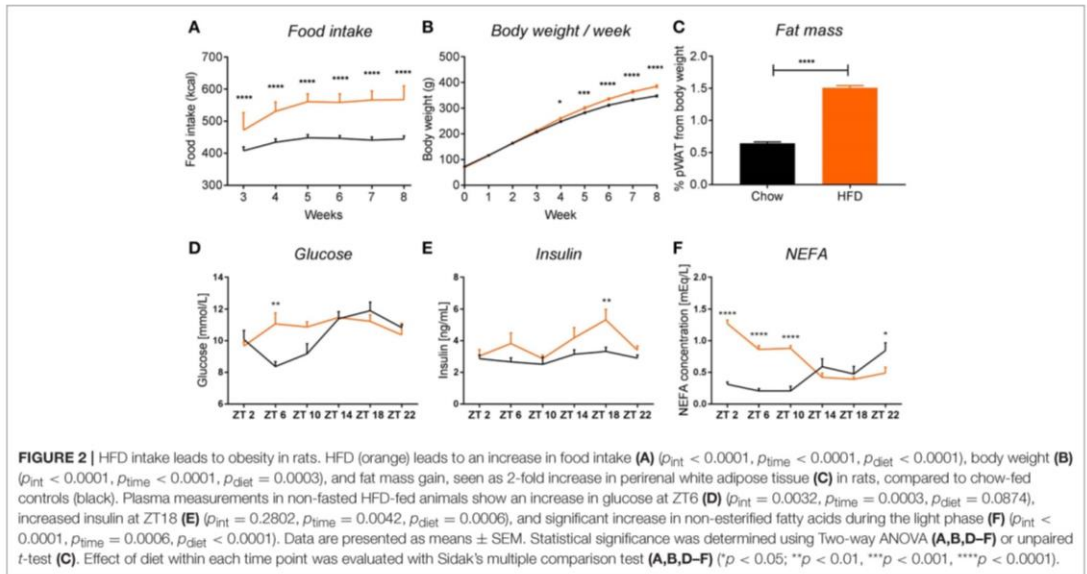 A Food intake
Food intake (kcal)
700
600
500
400
300
**** **** **** **** **** ****
3 4 5 6 7 8
Weeks
B Body weight / week
Body weight (g)
500
400
300
200
100
0
* *** **** **** ****
0 1 2 3 4 5 6 7 8
Week
C Fat mass
% pWAT from body weight
2.0
1.5
1.0
0.5
0.0
****
Chow HFD
D Glucose
Glucose [mmol/L]
14
12
10
8
6
**
ZT 2 ZT 6 ZT 10 ZT 14 ZT 18 ZT 22
E Insulin
Insulin [ng/mL]
8
6
4
2
0
**
ZT 2 ZT 6 ZT 10 ZT 14 ZT 18 ZT 22
F NEFA
NEFA concentration [mEq/L]
2.0
1.5
1.0
0.5
0.0
**** **** **** *
ZT 2 ZT 6 ZT 10 ZT 14 ZT 18 ZT 22
FIGURE 2 | HFD intake leads to obesity in rats. HFD (orange) leads to an increase in food intake (A) (pint < 0.0001, ptime < 0.0001, pdiet < 0.0001), body weight (B)
(pint < 0.0001, ptime < 0.0001, pdiet = 0.0003), and fat mass gain, seen as 2-fold increase in perirenal white adipose tissue (C) in rats, compared to chow-fed
controls (black). Plasma measurements in non-fasted HFD-fed animals show an increase in glucose at ZT6 (D) (pint = 0.0032, ptime = 0.0003, pdiet = 0.0874),
increased insulin at ZT18 (E) (pint = 0.2802, ptime = 0.0042, pdiet = 0.0006), and significant increase in non-esterified fatty acids during the light phase (F) (pint <
0.0001, ptime = 0.0006, pdiet < 0.0001). Data are presented as means ± SEM. Statistical significance was determined using Two-way ANOVA (A,B,D–F) or unpaired
t-test (C). Effect of diet within each time point was evaluated with Sidak's multiple comparison test (A,B,D–F) (*p < 0.05; **p < 0.01, ***p < 0.001, ****p < 0.0001).